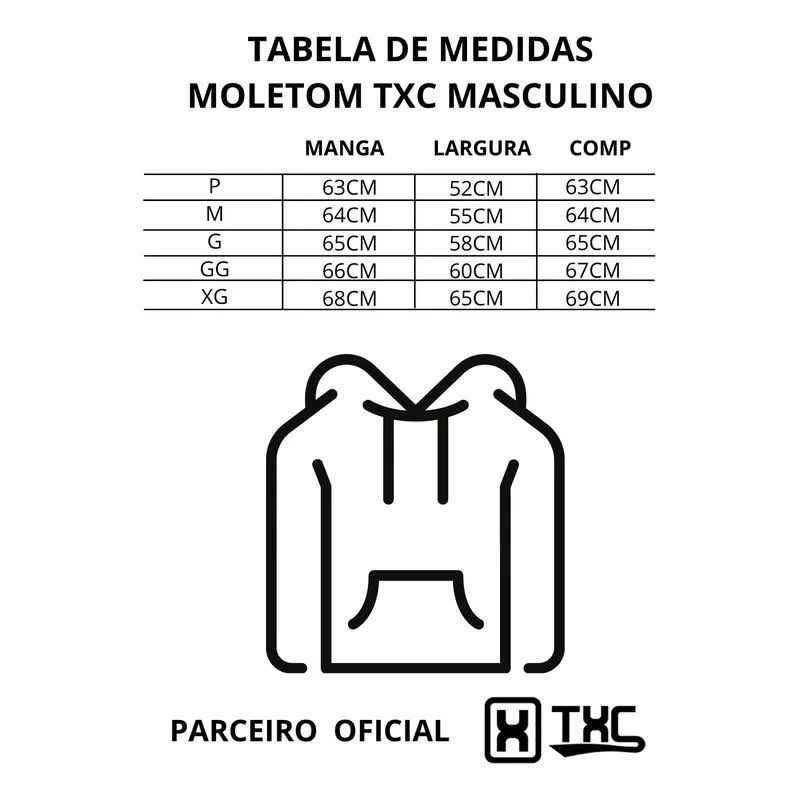 TABELA DE MEDIDAS
MOLETOM TXC MASCULINO
MANGA LARGURA COMP
P 63CM 52CM 63CM
M 64CM 55CM 64CM
G 65CM 58CM 65CM
GG 66CM 60CM 67CM
XG 68CM 65CM 69CM
PARCEIRO OFICIAL X TXC